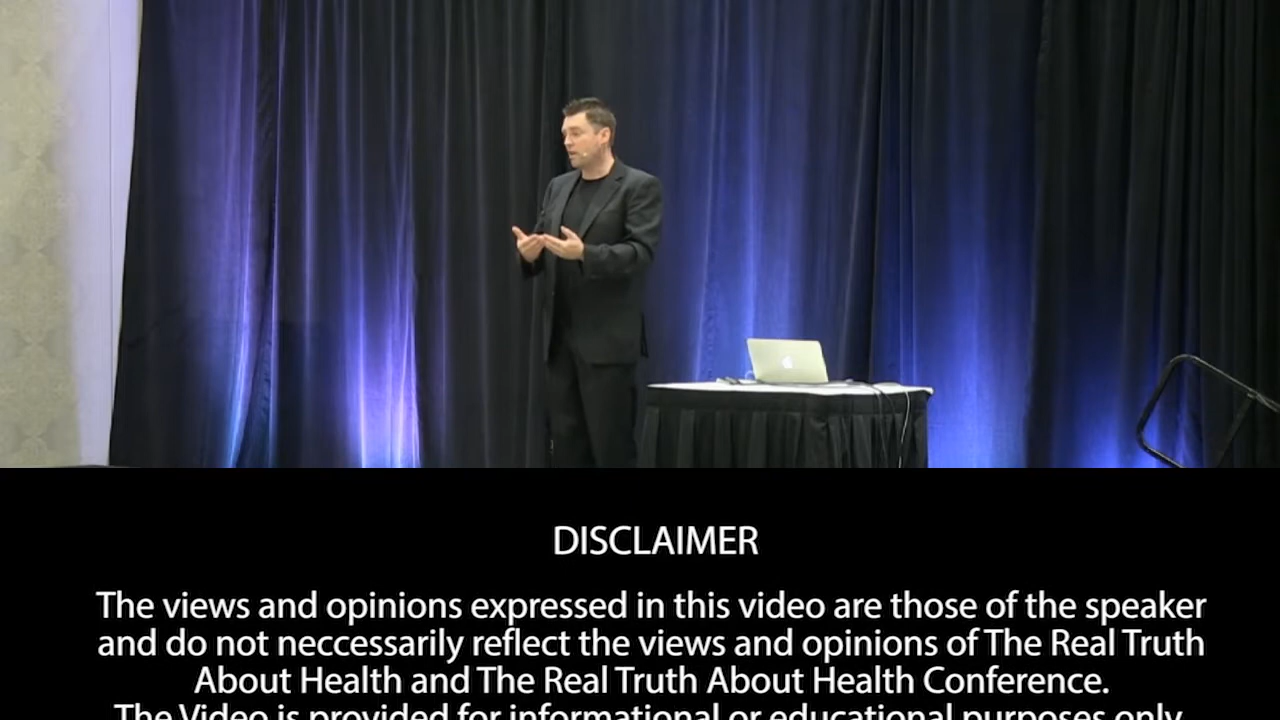 DISCLAIMER
The views and opinions expressed in this video are those of the speaker
and do not neccessarily reflect the views and opinions of The Real Truth
About Health and The Real Truth About Health Conference.
The Video is provided for informational or educational purposes only